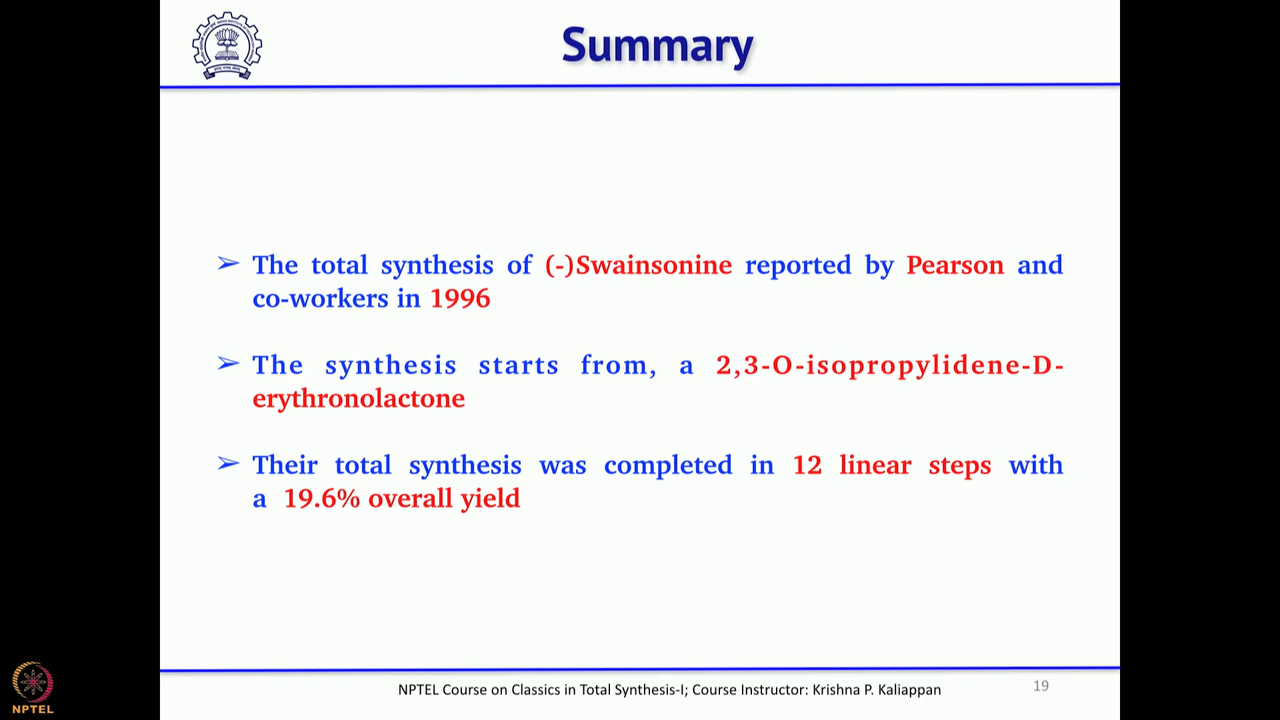 Summary
➢ The total synthesis of (-)Swainsonine reported by Pearson and
co-workers in 1996
➢ The synthesis starts from, a 2,3-O-isopropylidene-D-
erythronolactone
➢ Their total synthesis was completed in 12 linear steps with
a 19.6% overall yield
NPTEL Course on Classics in Total Synthesis-I; Course Instructor: Krishna P. Kaliappan
19
NPTEL